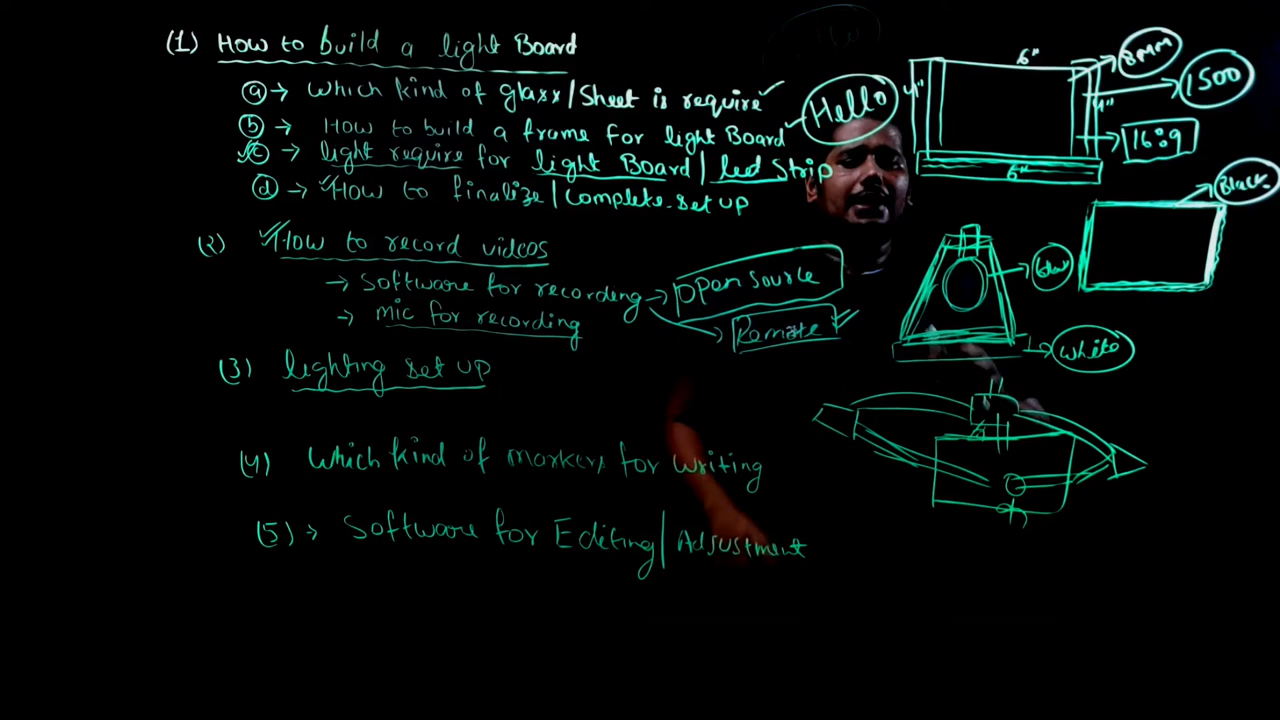 (1) How to build a light Board
a → Which kind of glass/Sheet is require
b → How to build a frame for light Board
c → light require for light Board/led Strip
d → How to finalize/Complete set up
(2) How to record videos
→ Software for recording → Open Source
→ Remote
→ mic for recording
(3) lighting set up
(4) Which kind of markers for writing
(5) → Software for Editing/Adjustment
Hello
6"
4"
4"
6"
8MM
1500
16:9
Black
White